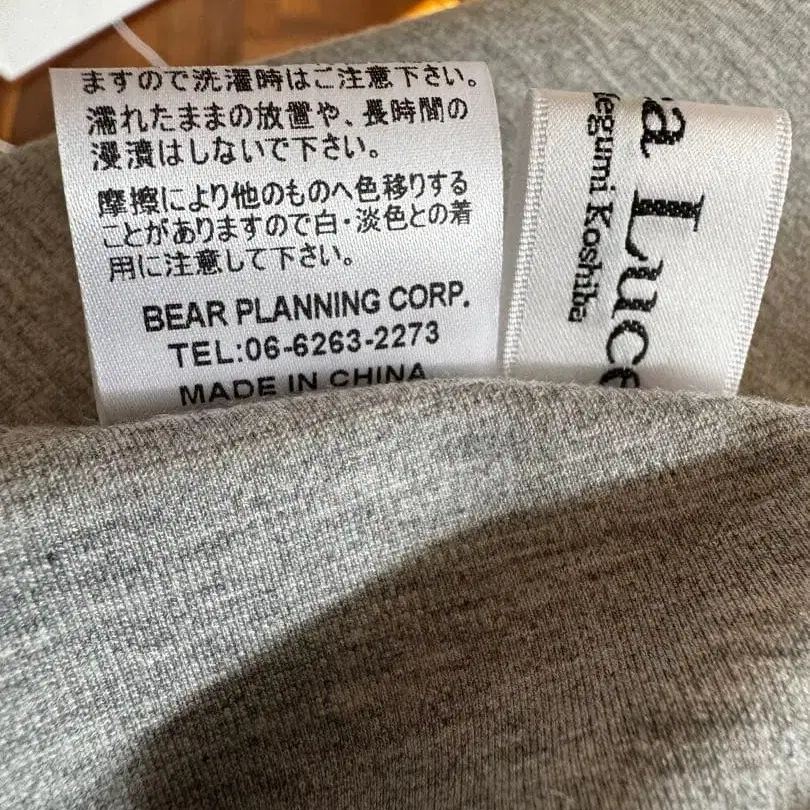 ますので洗濯時はご注意下さい。
濡れたままの放置や、長時間の
浸漬はしないで下さい。
摩擦により他のものへ色移りする
ことがありますので白・淡色との着
用に注意して下さい。
BEAR PLANNING CORP.
TEL:06-6263-2273
MADE IN CHINA
a Luce
Megumi Koshiba